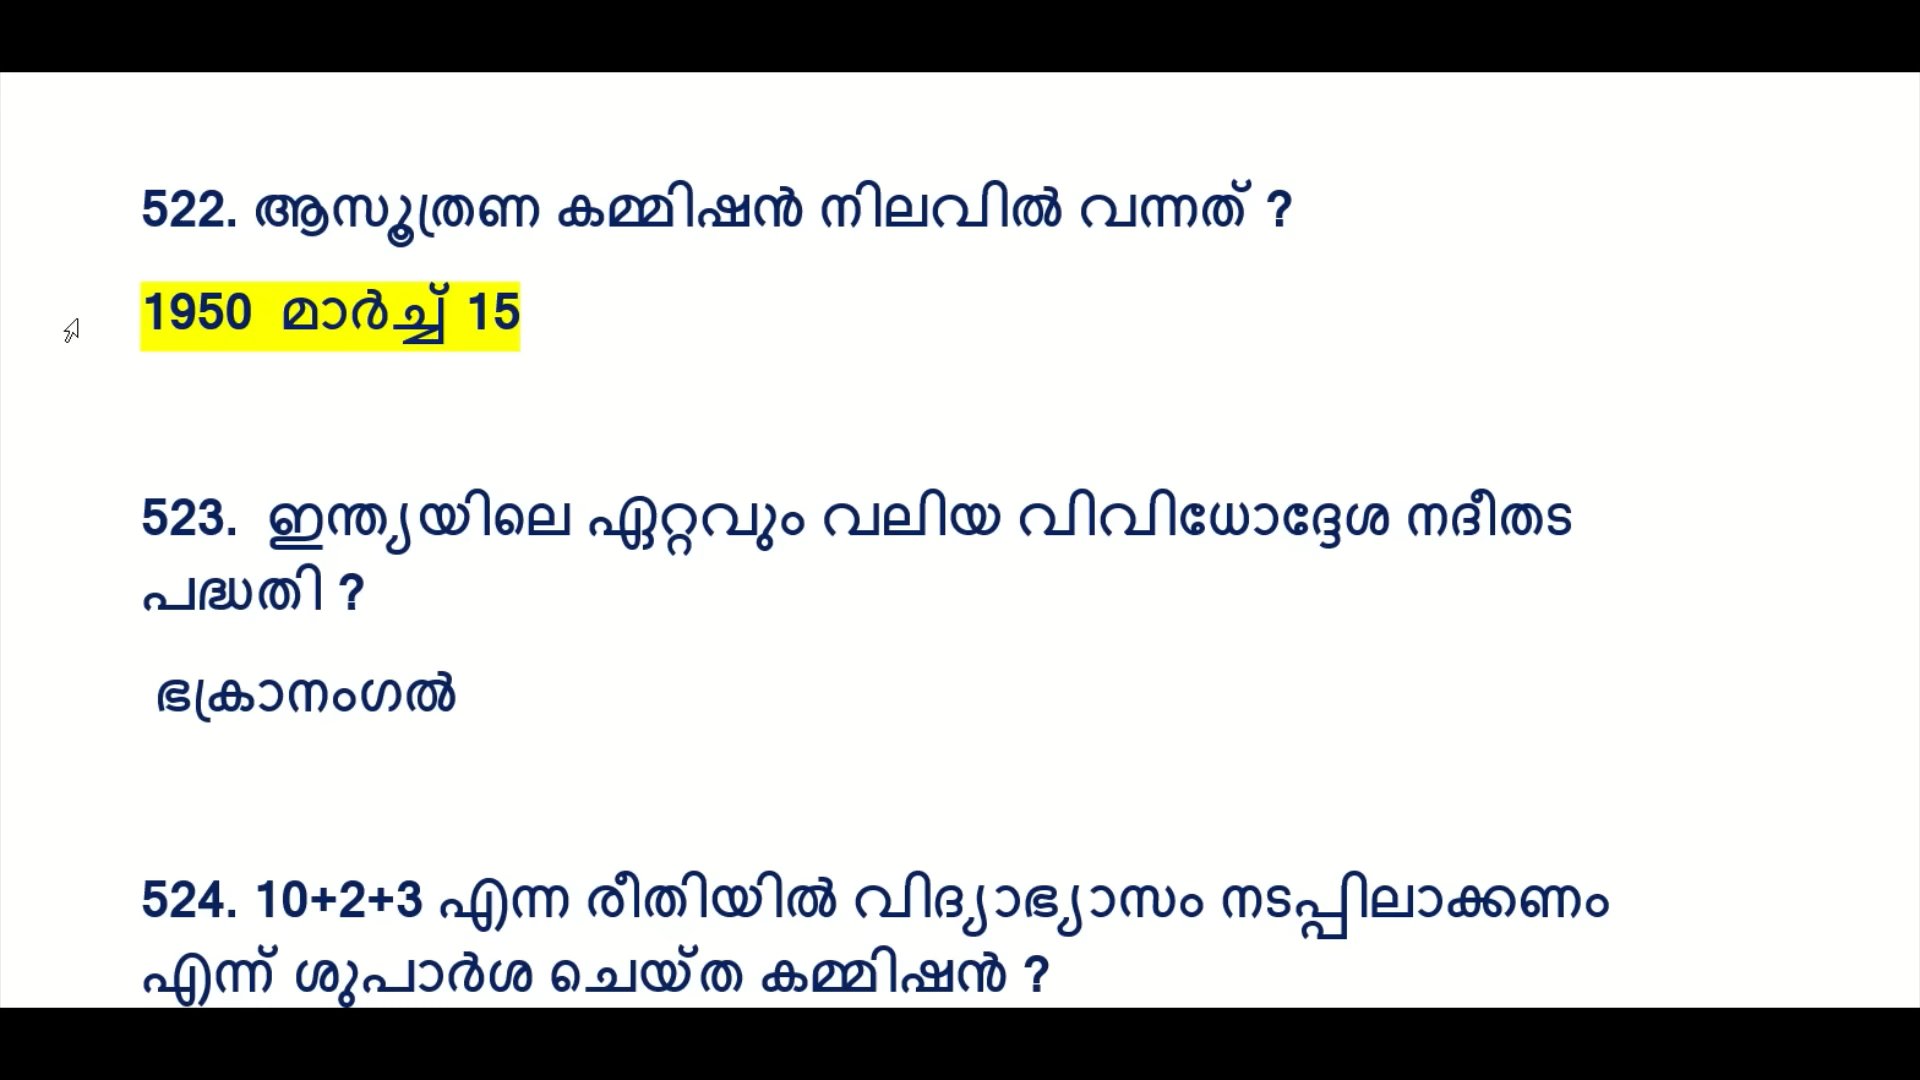 522. ആസൂത്രണ കമ്മിഷൻ നിലവിൽ വന്നത് ?
1950 മാർച്ച് 15
523. ഇന്ത്യയിലെ ഏറ്റവും വലിയ വിവിധോദ്ദേശ നദീതട
പദ്ധതി ?
ഭക്രാനംഗൽ
524. 10+2+3 എന്ന രീതിയിൽ വിദ്യാഭ്യാസം നടപ്പിലാക്കണം
എന്ന് ശുപാർശ ചെയ്ത കമ്മിഷൻ ?